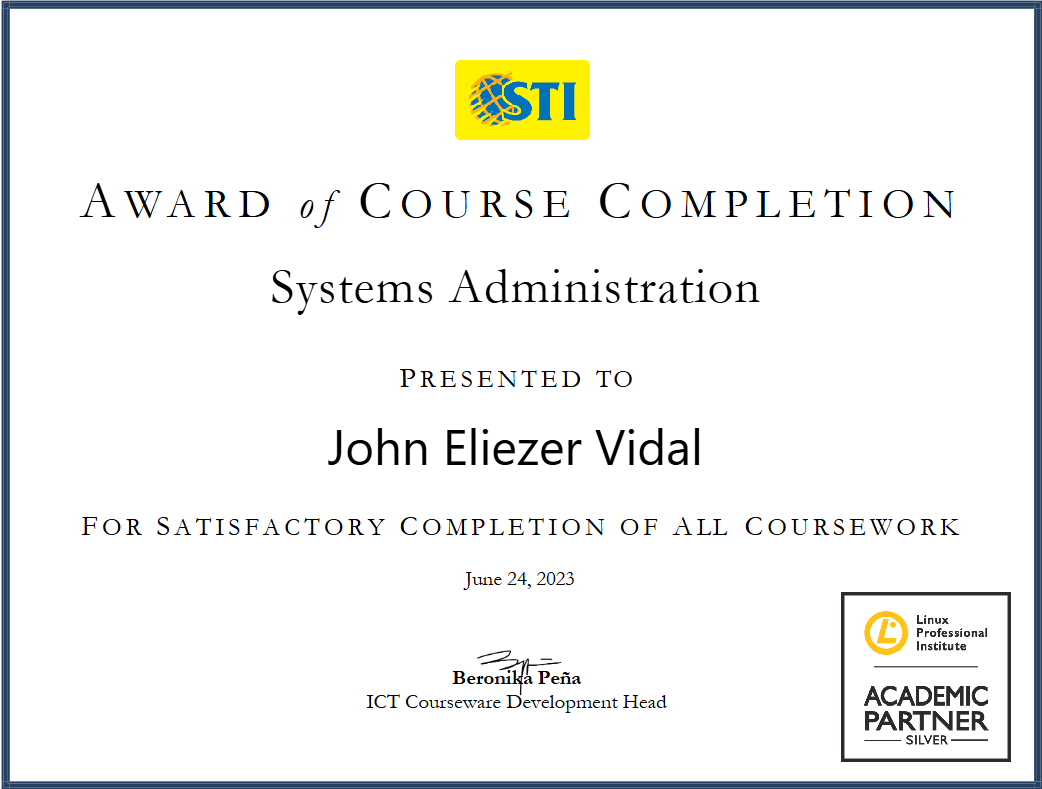 STI
AWARD of COURSE COMPLETION
Systems Administration
PRESENTED TO
John Eliezer Vidal
FOR SATISFACTORY COMPLETION OF ALL COURSEWORK
June 24, 2023
Beronika Peña
ICT Courseware Development Head
Linux
Professional
Institute
ACADEMIC
PARTNER
SILVER